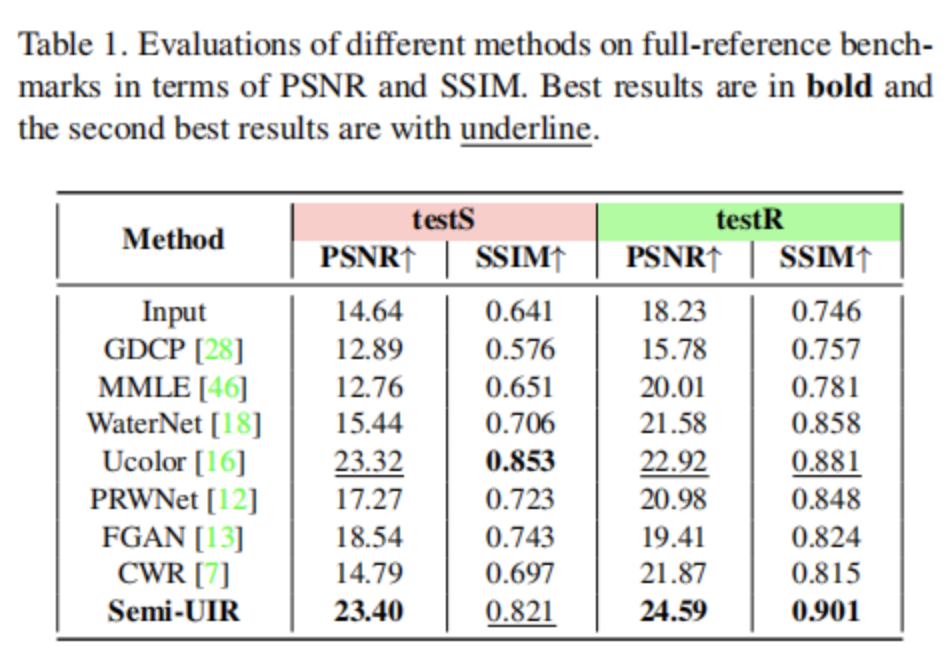 Table 1. Evaluations of different methods on full-reference bench-
marks in terms of PSNR and SSIM. Best results are in bold and
the second best results are with underline.
Method testS testR
PSNR↑ SSIM↑ PSNR↑ SSIM↑
Input 14.64 0.641 18.23 0.746
GDCP [28] 12.89 0.576 15.78 0.757
MMLE [46] 12.76 0.651 20.01 0.781
WaterNet [18] 15.44 0.706 21.58 0.858
Ucolor [16] 23.32 0.853 22.92 0.881
PRWNet [12] 17.27 0.723 20.98 0.848
FGAN [13] 18.54 0.743 19.41 0.824
CWR [7] 14.79 0.697 21.87 0.815
Semi-UIR 23.40 0.821 24.59 0.901